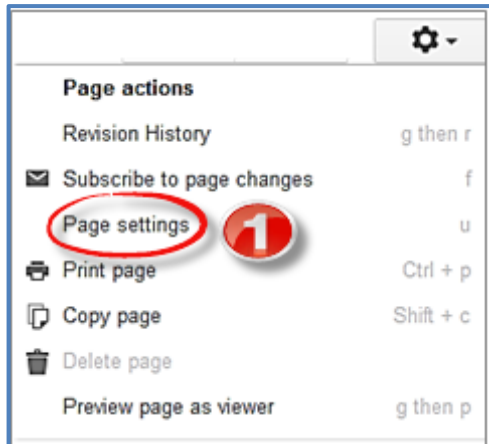 Page actions
Revision History g then r
Subscribe to page changes f
Page settings 1 u
Print page Ctrl + p
Copy page Shift + c
Delete page
Preview page as viewer g then p